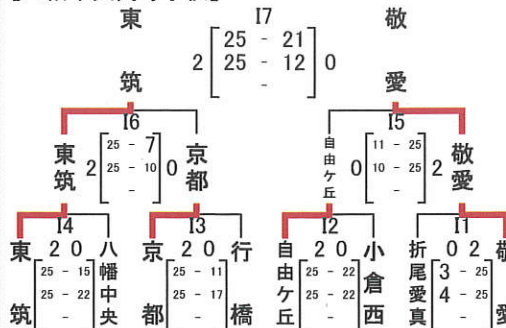 東筑 I7 敬愛
2 25 - 21 0
25 - 12
-
I6 I5
東筑 2 25 - 7 0 京都
25 - 10
-
自由ケ丘 0 11 - 25 2 敬愛
10 - 25
-
I4 I3 I2 I1
東筑 2 0 八幡中央
25 - 15
25 - 22
-
京都 2 0 行橋
25 - 11
25 - 17
-
自由ケ丘 2 0 小倉西
25 - 22
25 - 22
-
折尾愛真 0 2 敬愛
3 - 25
4 - 25
-